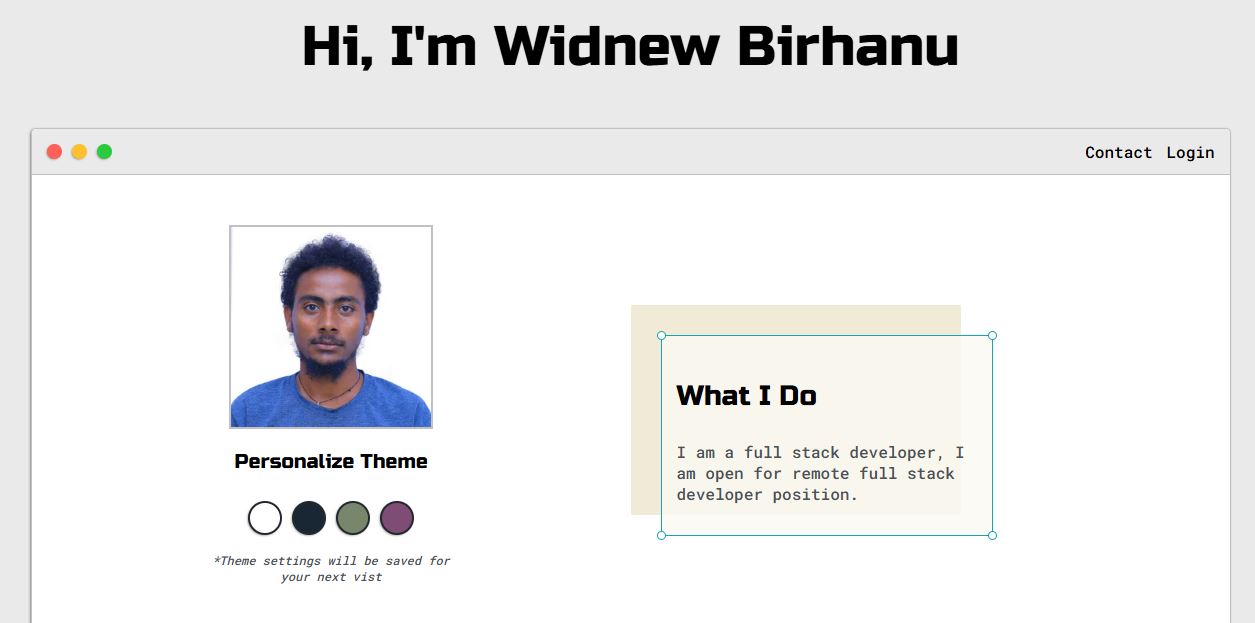 Hi, I'm Widnew Birhanu
Contact Login
Personalize Theme
*Theme settings will be saved for
your next vist
What I Do
I am a full stack developer, I
am open for remote full stack
developer position.